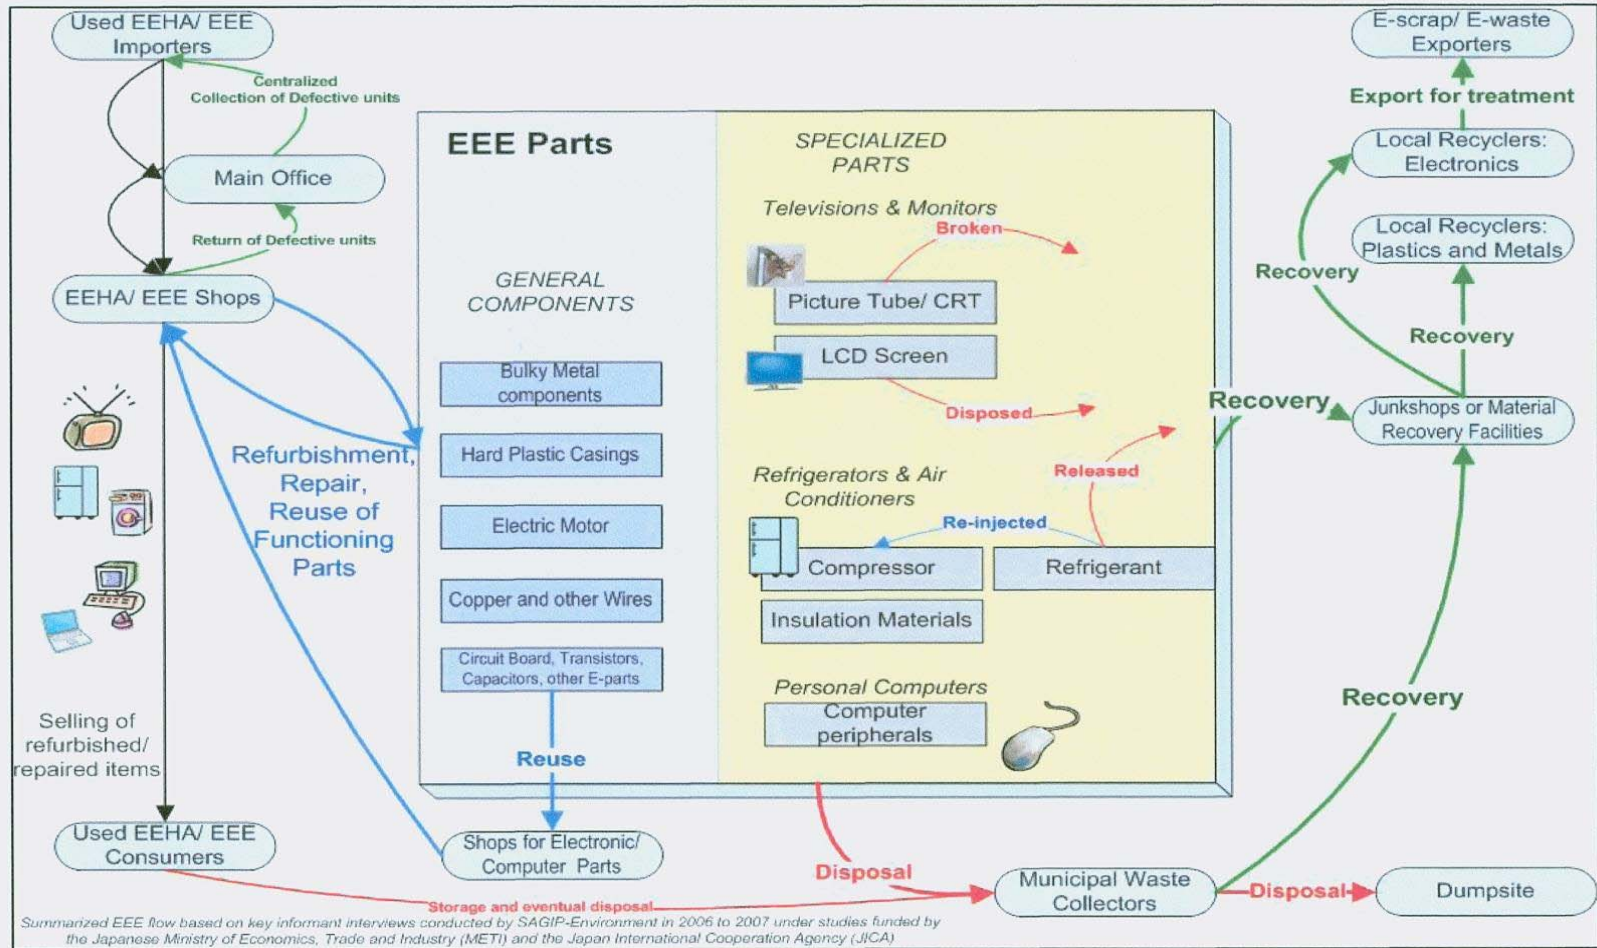 Used EEHA/ EEE
Importers
Centralized
Collection of Defective units
Main Office
Return of Defective units
EEHA/ EEE Shops
Refurbishment,
Repair,
Reuse of
Functioning
Parts
Selling of
refurbished/
repaired items
Used EEHA/ EEE
Consumers
EEE Parts
GENERAL
COMPONENTS
Bulky Metal
components
Hard Plastic Casings
Electric Motor
Copper and other Wires
Circuit Board, Transistors,
Capacitors, other E-parts
Reuse
Shops for Electronic/
Computer Parts
SPECIALIZED
PARTS
Televisions & Monitors
Broken
Picture Tube/ CRT
LCD Screen
Disposed
Released
Refrigerators & Air
Conditioners
Re-injected
Compressor
Refrigerant
Insulation Materials
Personal Computers
Computer
peripherals
E-scrap/ E-waste
Exporters
Export for treatment
Local Recyclers:
Electronics
Local Recyclers:
Plastics and Metals
Recovery
Recovery
Recovery
Junkshops or Material
Recovery Facilities
Recovery
Disposal
Municipal Waste
Collectors
Disposal
Dumpsite
Storage and eventual disposal
Summarized EEE flow based on key informant interviews conducted by SAGIP-Environment in 2006 to 2007 under studies funded by
the Japanese Ministry of Economics, Trade and Industry (METI) and the Japan International Cooperation Agency (JICA)